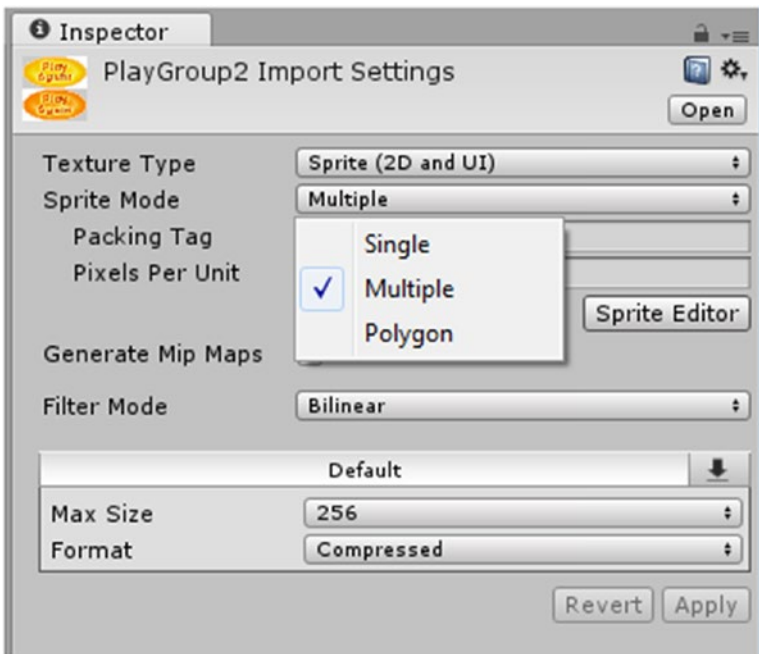 Inspector
PlayGroup2 Import Settings
Open
Texture Type Sprite (2D and UI)
Sprite Mode Multiple
Packing Tag
Pixels Per Unit
Single
Multiple
Polygon
Sprite Editor
Generate Mip Maps
Filter Mode Bilinear
Default
Max Size 256
Format Compressed
Revert Apply